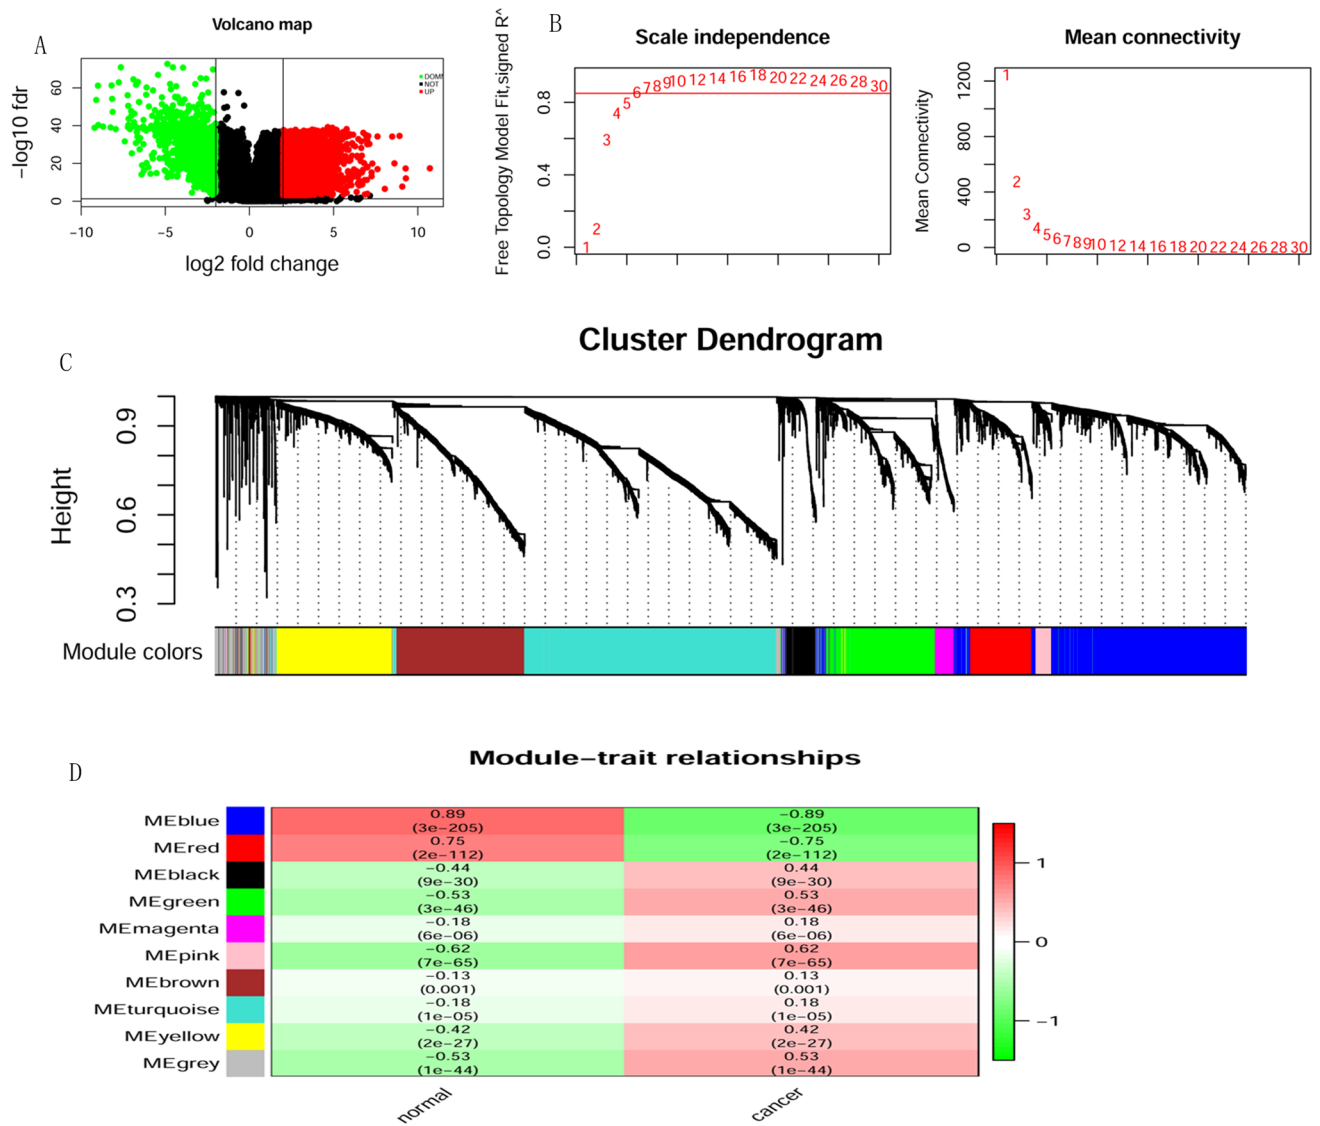 A
Volcano map
−log10 fdr
60
40
20
0
DOWN
NOT
UP
−10 −5 0 5 10
log2 fold change
B
Scale independence
Free Topology Model Fit,signed R^
0.8
0.4
0.0
1 2 3 4 5 6 7 8 9 10 12 14 16 18 20 22 24 26 28 30
Mean connectivity
Mean Connectivity
1200
800
400
0
1 2 3 4 5 6 7 8 9 10 12 14 16 18 20 22 24 26 28 30
C
Cluster Dendrogram
Height
0.9
0.6
0.3
Module colors
D
Module−trait relationships
MEblue 0.89 −0.89
(3e−205) (3e−205)
MEred 0.75 −0.75
(2e−112) (2e−112)
MEblack −0.44 0.44
(9e−30) (9e−30)
MEgreen −0.53 0.53
(3e−46) (3e−46)
MEmagenta −0.18 0.18
(6e−06) (6e−06)
MEpink −0.62 0.62
(7e−65) (7e−65)
MEbrown −0.13 0.13
(0.001) (0.001)
MEturquoise −0.18 0.18
(1e−05) (1e−05)
MEyellow −0.42 0.42
(2e−27) (2e−27)
MEgrey −0.53 0.53
(1e−44) (1e−44)
normal cancer
1
0
−1